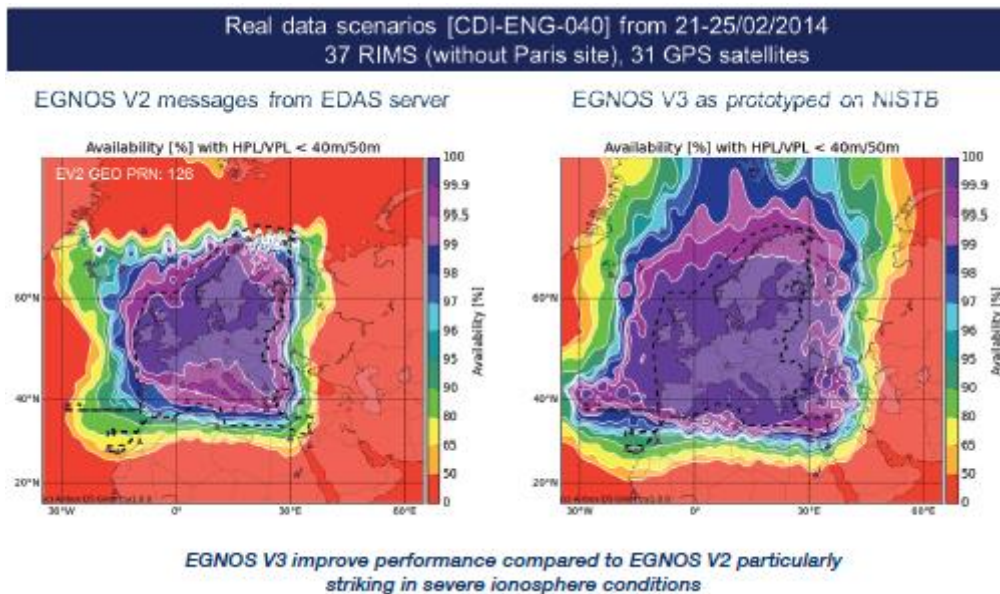 Real data scenarios [CDI-ENG-040] from 21-25/02/2014
37 RIMS (without Paris site), 31 GPS satellites
EGNOS V2 messages from EDAS server
EGNOS V3 as prototyped on NISTB
Availability [%] with HPL/VPL < 40m/50m
EV2 GEO PRN: 126
60°N
40°N
20°N
30°W
0°
30°E
60°E
100
99.9
99.5
99
98
97
96
95
90
80
65
50
0
Availability [%]
Availability [%] with HPL/VPL < 40m/50m
60°N
40°N
20°N
30°W
0°
30°E
60°E
100
99.9
99.5
99
98
97
96
95
90
80
65
50
0
Availability [%]
EGNOS V3 improve performance compared to EGNOS V2 particularly
striking in severe ionosphere conditions